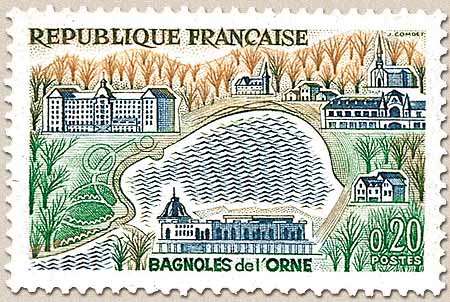 REPUBLIQUE FRANÇAISE
J. COMBET
0,20
POSTES
BAGNOLES de l'ORNE